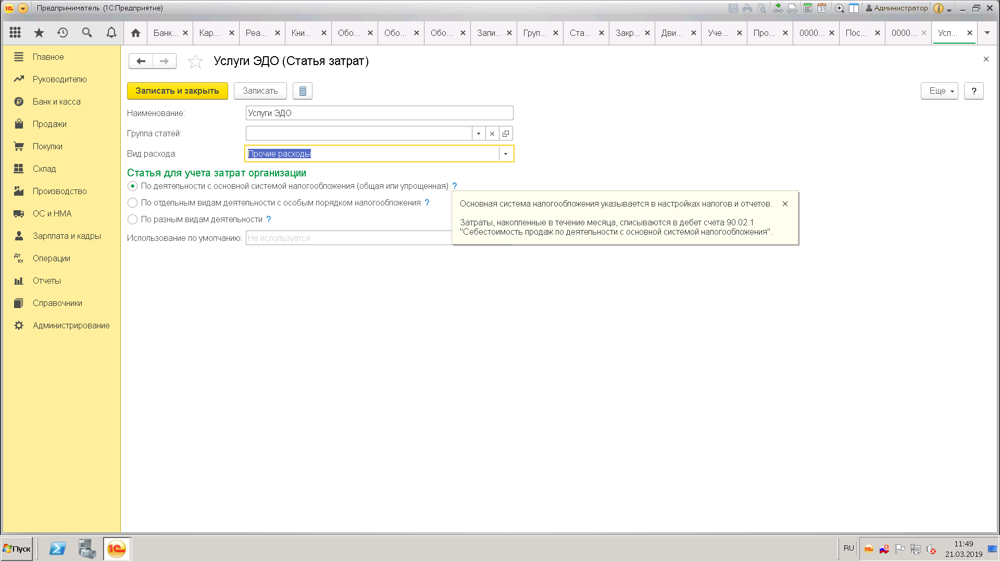 Предприниматель (1С:Предприятие)
31
Администратор
Банк...
Кар...
Реа...
Кни...
Обо...
Обо...
Обо...
Запи...
Груп...
Ста...
Закр...
Дви...
Уче...
Про...
0000...
Пос...
0000...
Усл...
Главное
Руководителю
Банк и касса
Продажи
Покупки
Склад
Производство
ОС и НМА
Зарплата и кадры
Дт
Кт
Операции
Отчеты
Справочники
Администрирование
Услуги ЭДО (Статья затрат)
Записать и закрыть
Записать
Еще
?
Наименование:
Услуги ЭДО
Группа статей:
Вид расхода:
Прочие расходы
Статья для учета затрат организации
По деятельности с основной системой налогообложения (общая или упрощенная) ?
По отдельным видам деятельности с особым порядком налогообложения ?
По разным видам деятельности ?
Использование по умолчанию:
Не используется
Основная система налогообложения указывается в настройках налогов и отчетов.
Затраты, накопленные в течение месяца, списываются в дебет счета 90.02.1
"Себестоимость продаж по деятельности с основной системой налогообложения".
Пуск
1С
RU
11:49
21.03.2019